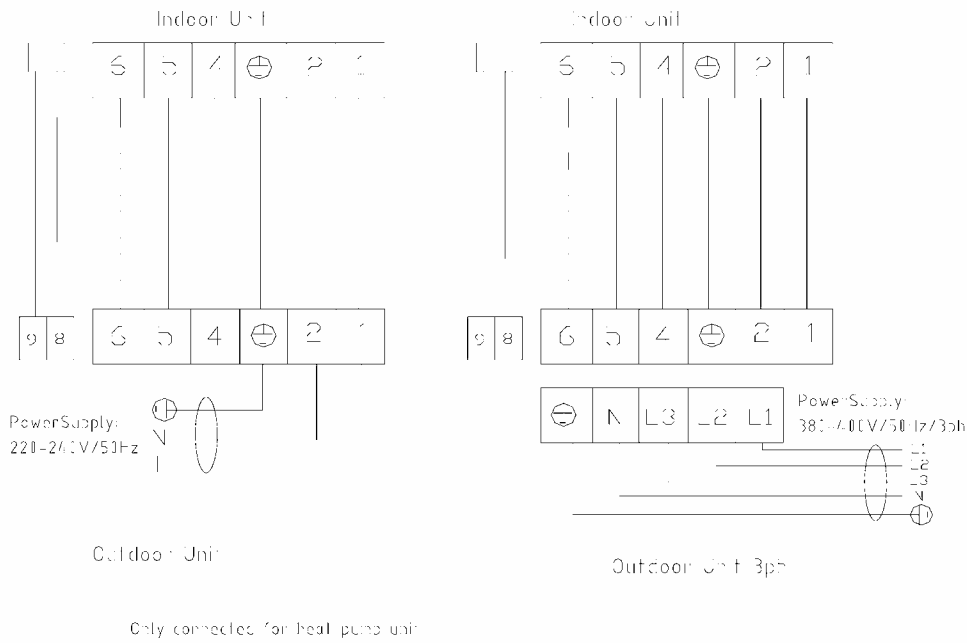 Indoor Unit
Indoor Unit
6 5 4 2 1
6 5 4 2 1
9 8
6 5 4 2 1
9 8
6 5 4 2 1
N L3 L2 L1
PowerSupply:
220-240V/50Hz
N
L
PowerSupply:
380-400V/50Hz/3ph
L1
L2
L3
N
Outdoor Unit
Outdoor Unit 3ph
Only connected for heat pump unit